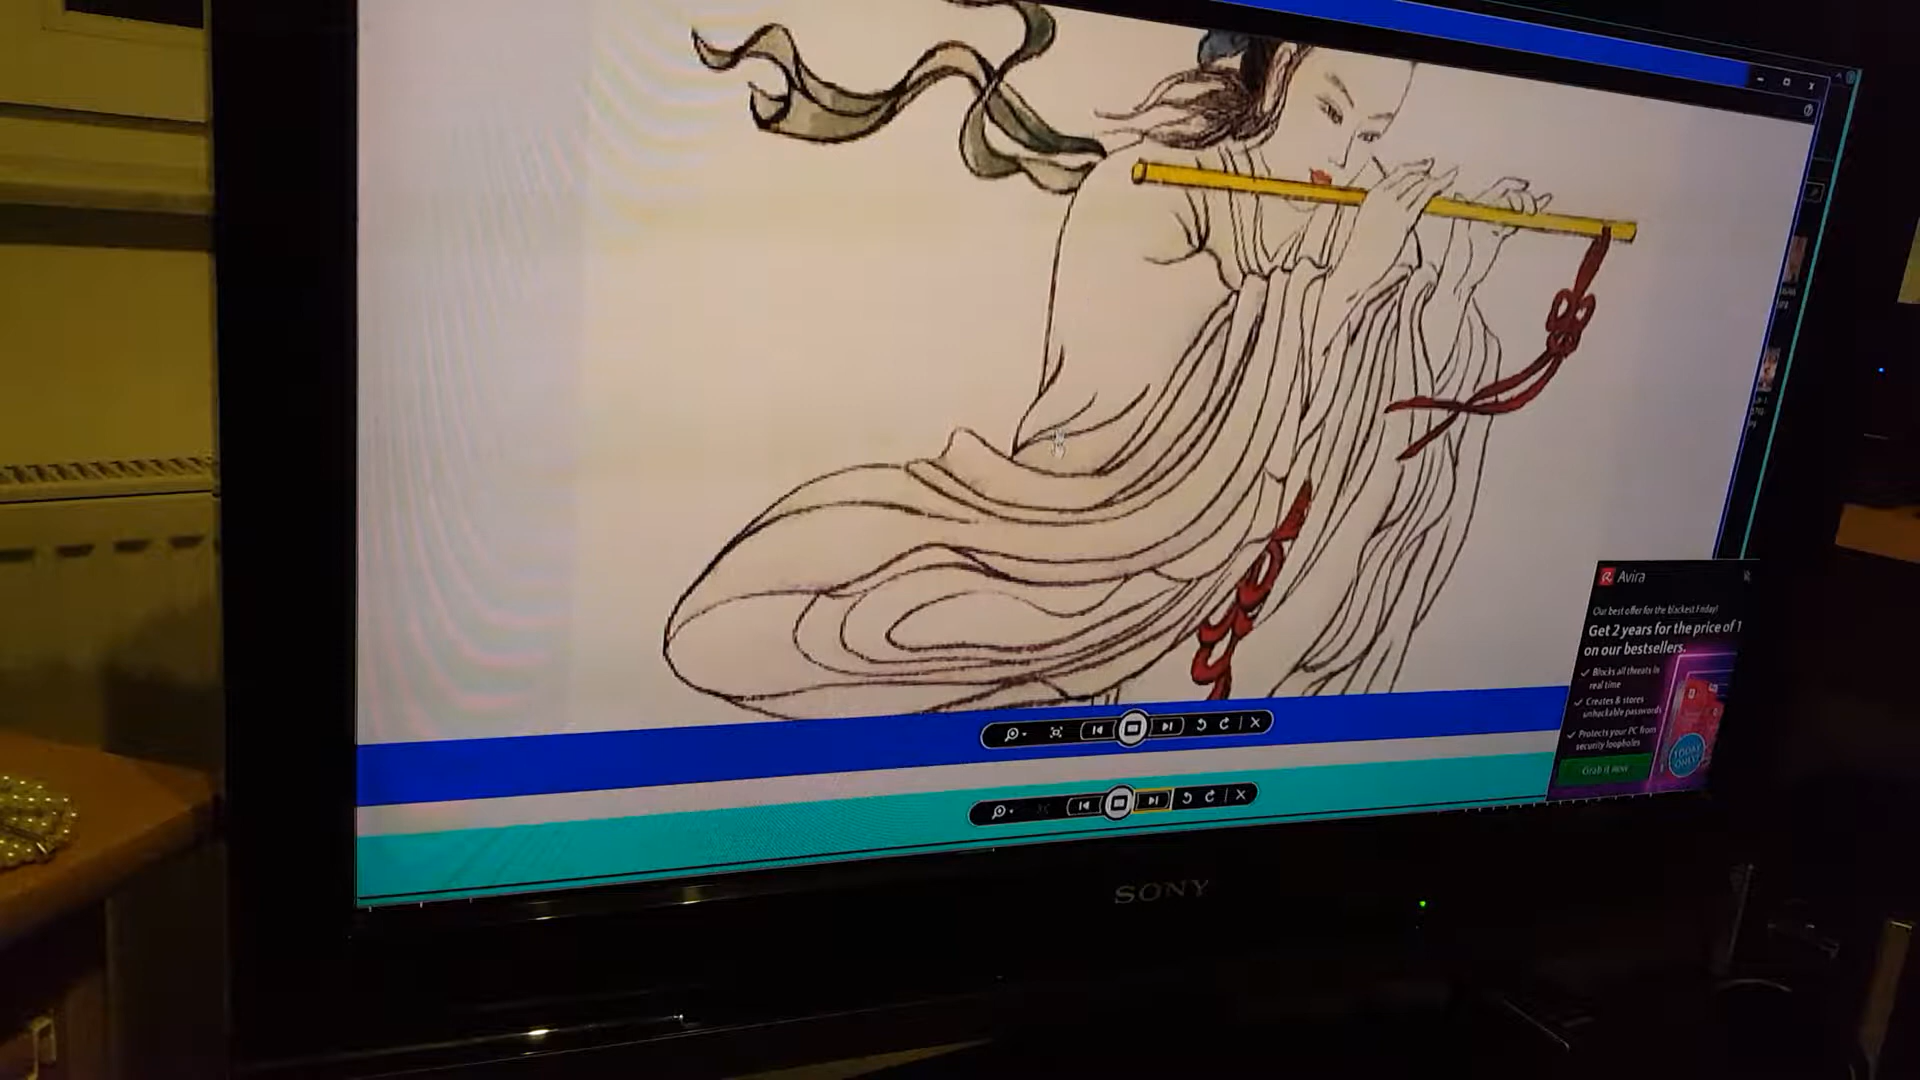 Avira
Our best offer for the blackest Friday!
Get 2 years for the price of 1
on our bestsellers.
Blocks all threats in
real time
Creates & stores
unhackable passwords
Protects your PC from
security loopholes
TODAY
ONLY!
Grab it now
SONY